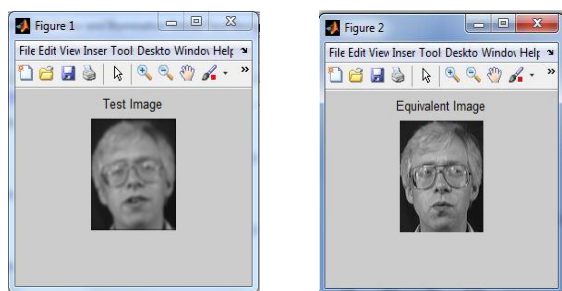 Figure 1
File Edit View Inser Tool Deskto Windov Help
Test Image
Figure 2
File Edit View Inser Tool Deskto Windov Help
Equivalent Image